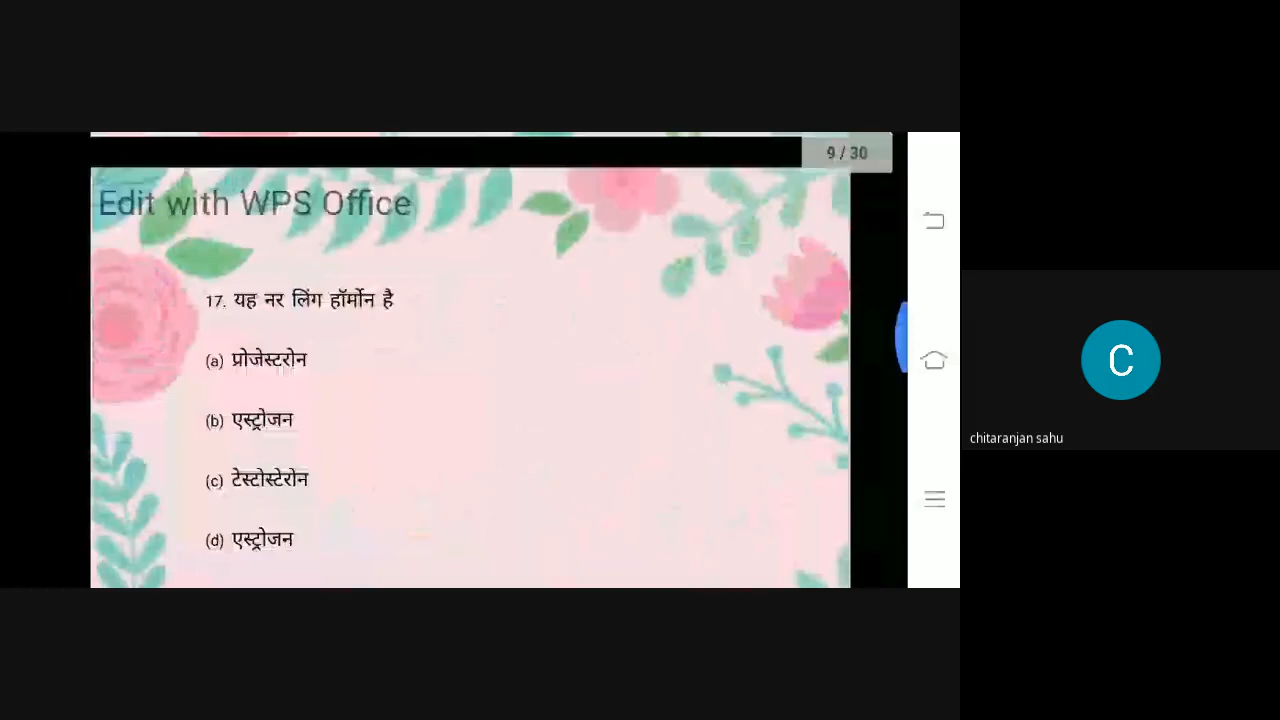 9 / 30
Edit with WPS Office
17. यह नर लिंग हॉर्मोन है
(a) प्रोजेस्टरोन
(b) एस्ट्रोजन
(c) टेस्टोस्टेरोन
(d) एस्ट्रोजन
C
chitaranjan sahu